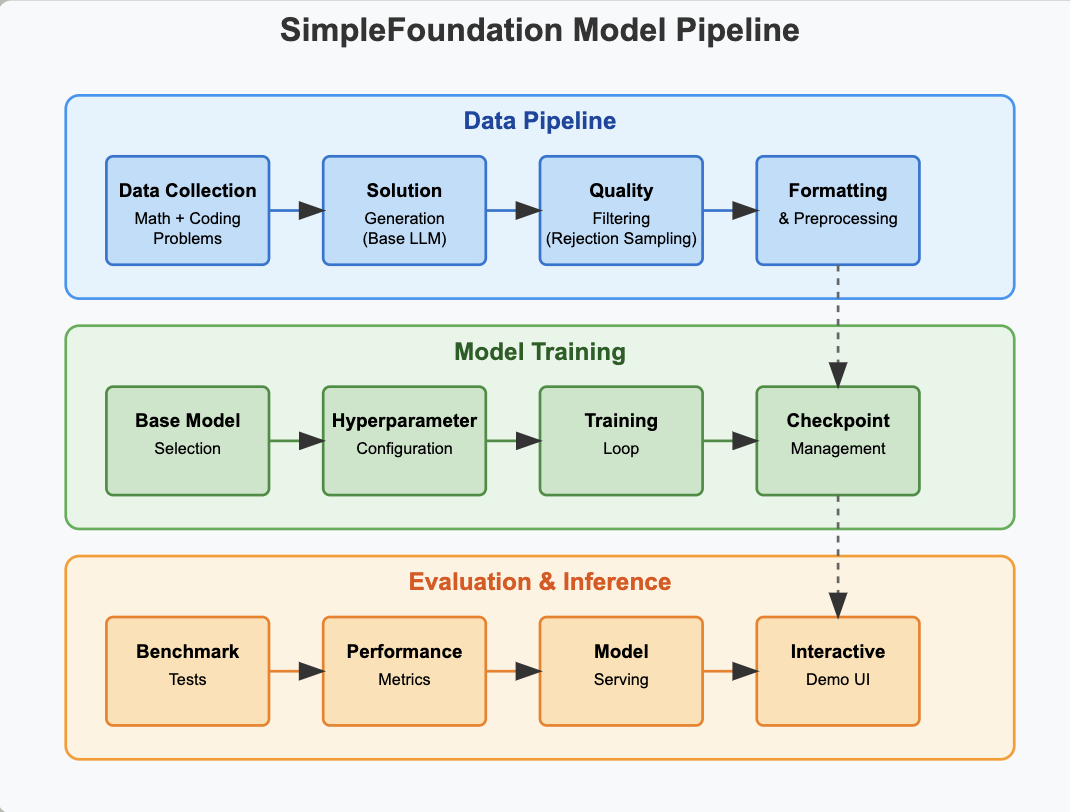 SimpleFoundation Model Pipeline
Data Pipeline
Data Collection
Math + Coding
Problems
Solution
Generation
(Base LLM)
Quality
Filtering
(Rejection Sampling)
Formatting
& Preprocessing
Model Training
Base Model
Selection
Hyperparameter
Configuration
Training
Loop
Checkpoint
Management
Evaluation & Inference
Benchmark
Tests
Performance
Metrics
Model
Serving
Interactive
Demo UI